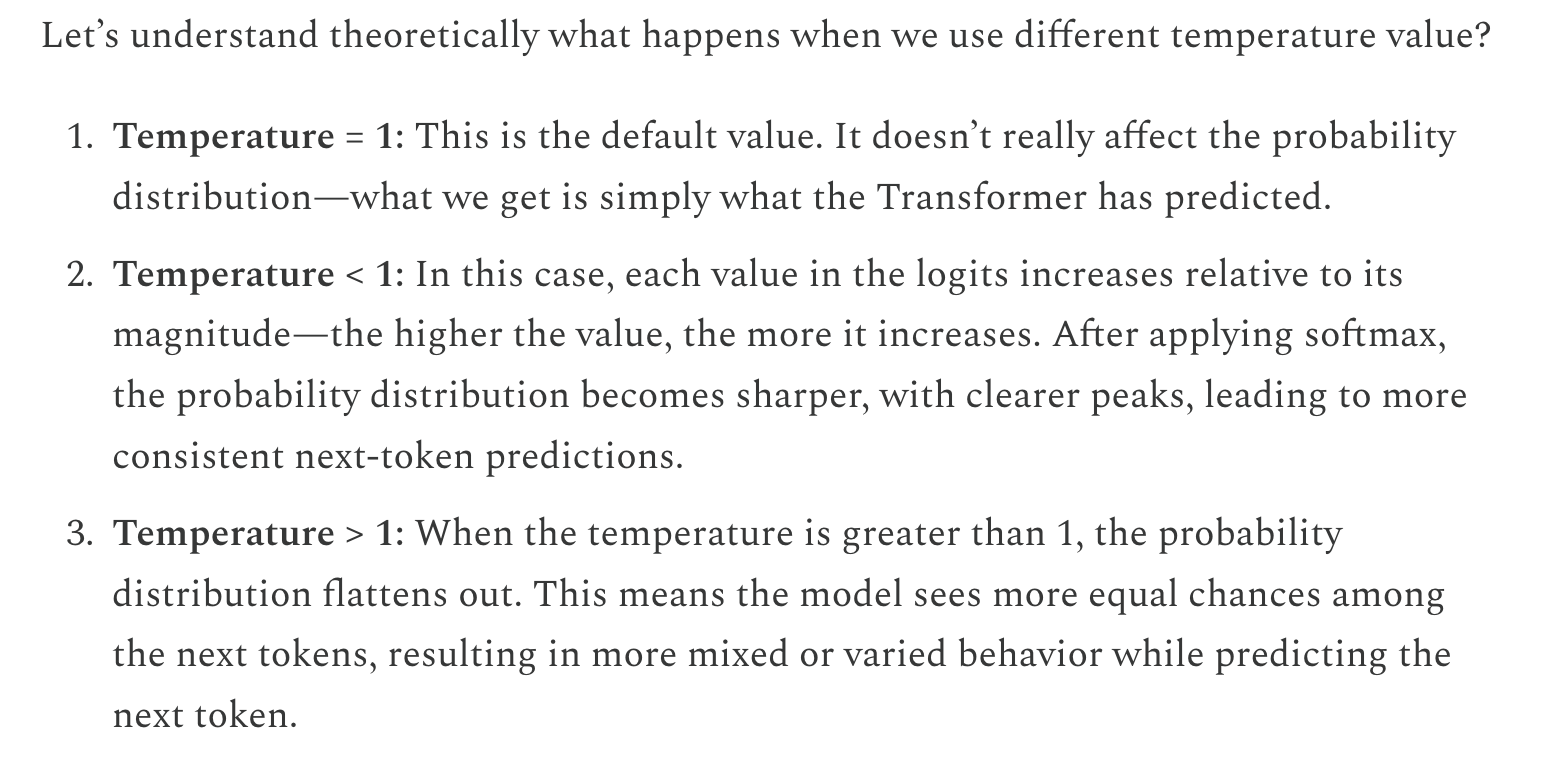 Let’s understand theoretically what happens when we use different temperature value?
1. Temperature = 1: This is the default value. It doesn’t really affect the probability
distribution—what we get is simply what the Transformer has predicted.
2. Temperature < 1: In this case, each value in the logits increases relative to its
magnitude—the higher the value, the more it increases. After applying softmax,
the probability distribution becomes sharper, with clearer peaks, leading to more
consistent next-token predictions.
3. Temperature > 1: When the temperature is greater than 1, the probability
distribution flattens out. This means the model sees more equal chances among
the next tokens, resulting in more mixed or varied behavior while predicting the
next token.